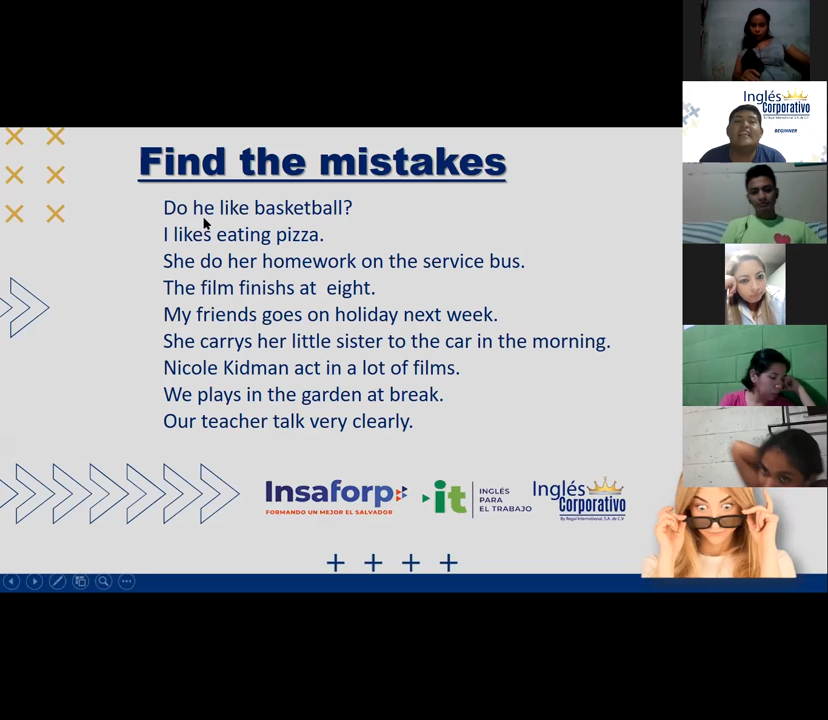 Find the mistakes
Do he like basketball?
I likes eating pizza.
She do her homework on the service bus.
The film finishs at  eight.
My friends goes on holiday next week.
She carrys her little sister to the car in the morning.
Nicole Kidman act in a lot of films.
We plays in the garden at break.
Our teacher talk very clearly.
Insaforp
FORMANDO UN MEJOR EL SALVADOR
it
INGLÉS
PARA
EL TRABAJO
Inglés
Corporativo
By Regal International, S.A. de C.V
Inglés
Corporativo
By Regal International, S.A. de C.V
BEGINNER